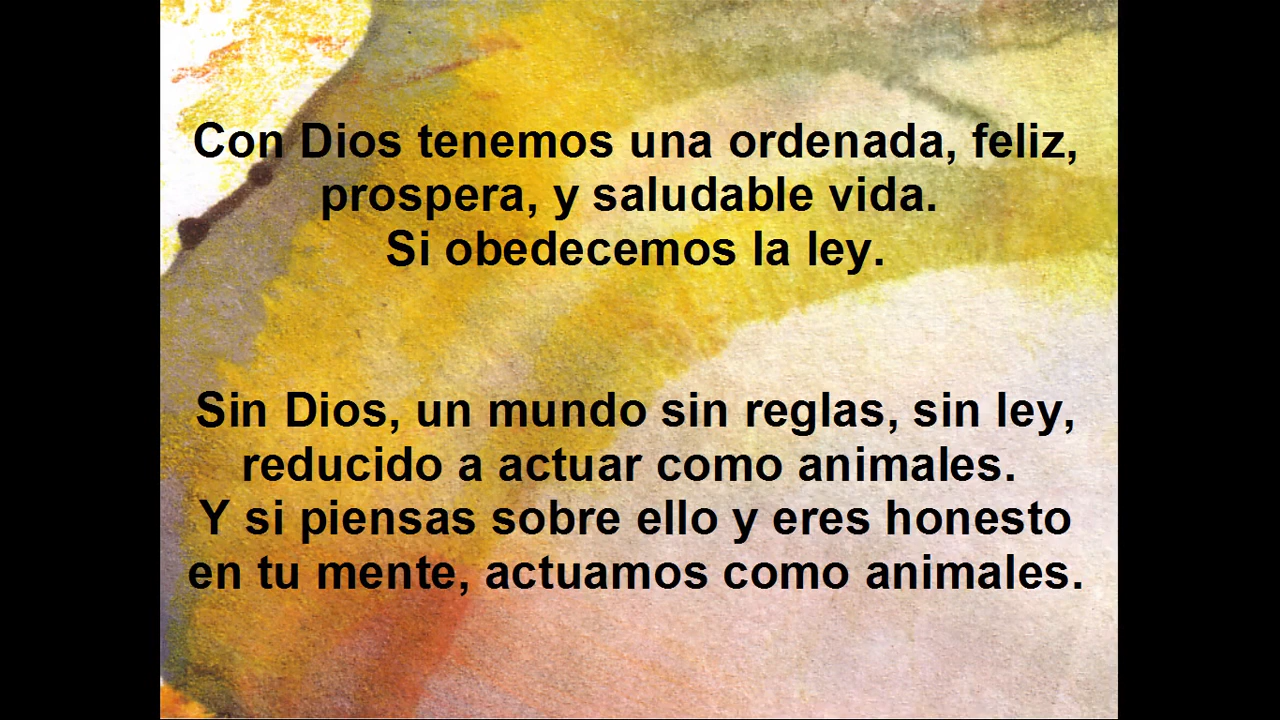 Con Dios tenemos una ordenada, feliz,
prospera, y saludable vida.
Si obedecemos la ley.
Sin Dios, un mundo sin reglas, sin ley,
reducido a actuar como animales.
Y si piensas sobre ello y eres honesto
en tu mente, actuamos como animales.